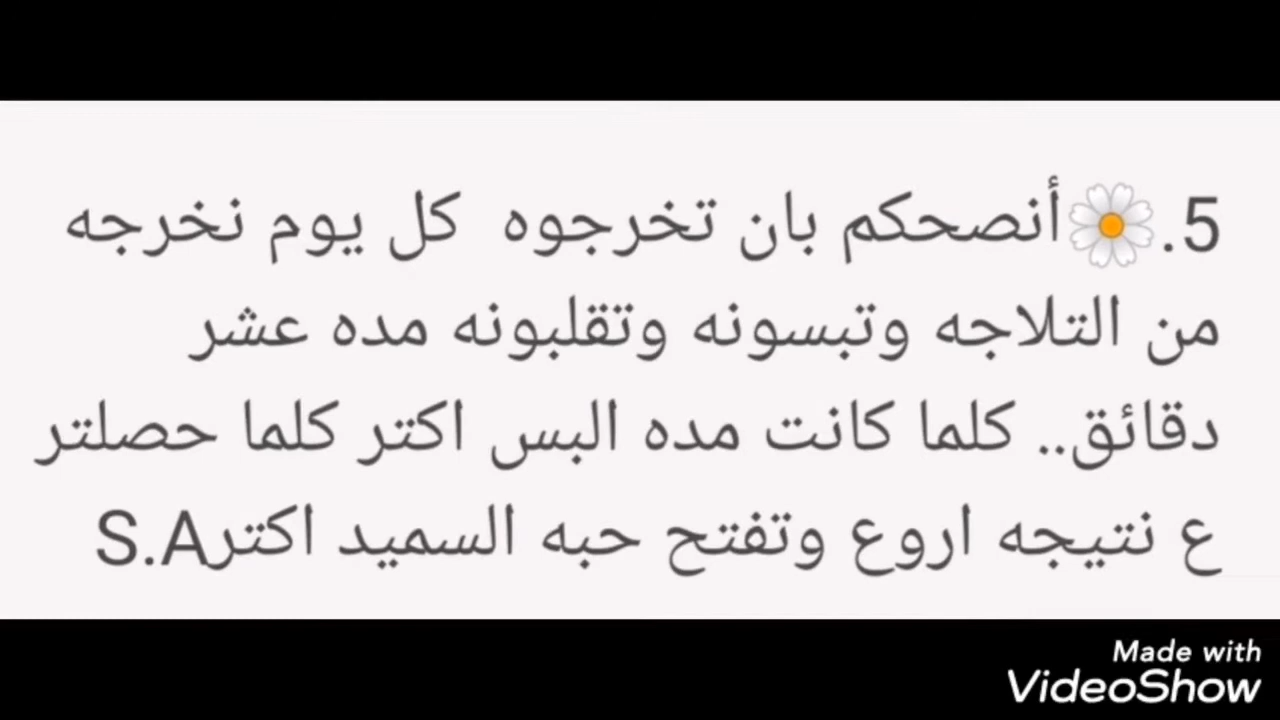 5.🌼أنصحكم بان تخرجوه كل يوم نخرجه
من التلاجه وتبسونه وتقلبونه مده عشر
دقائق.. كلما كانت مده البس اكتر كلما حصلتر
ع نتيجه اروع وتفتح حبه السميد اكترS.A
Made with
VideoShow